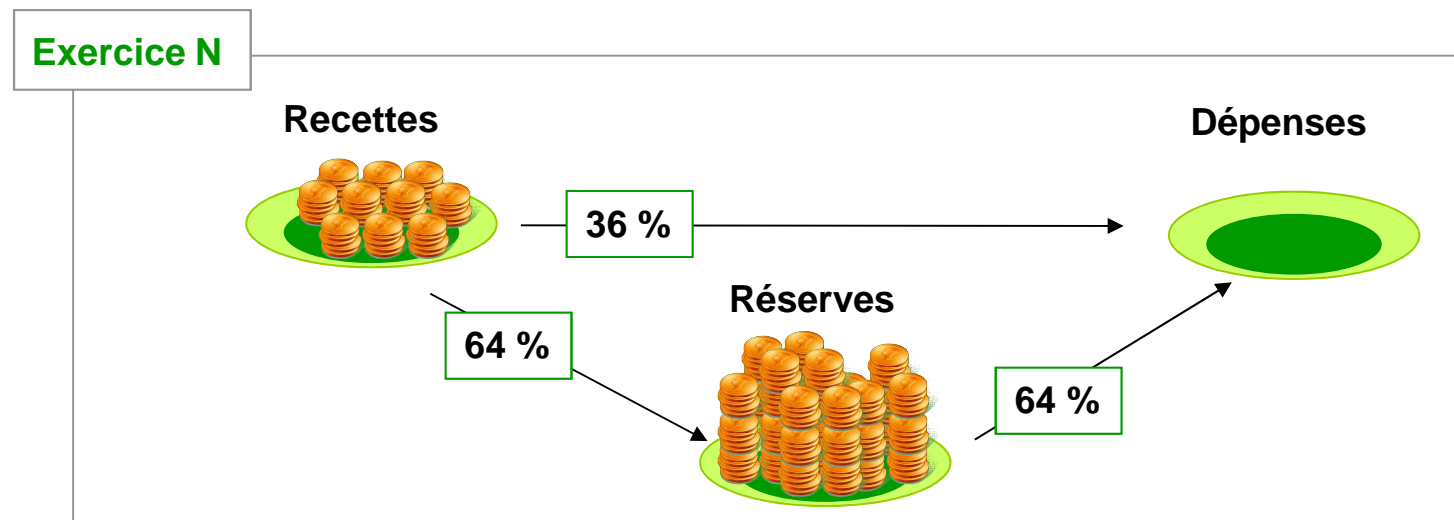 Exercice N
Recettes
Dépenses
36 %
Réserves
64 %
64 %